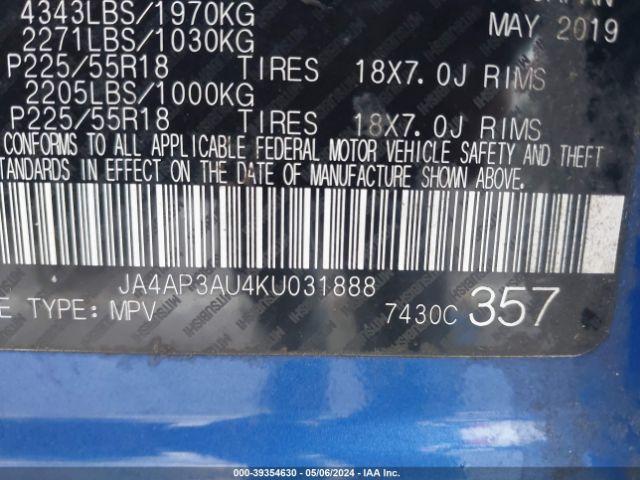 JAPAN
4343LBS/1970KG MAY 2019
2271LBS/1030KG
P225/55R18 TIRES 18X7.0J RIMS
2205LBS/1000KG
P225/55R18 TIRES 18X7.0J RIMS
CONFORMS TO ALL APPLICABLE FEDERAL MOTOR VEHICLE SAFETY AND THEFT
STANDARDS IN EFFECT ON THE DATE OF MANUFACTURE SHOWN ABOVE.
JA4AP3AU4KU031888
E TYPE: MPV 7430C 357
000-39354630 - 05/06/2024 - IAA Inc.